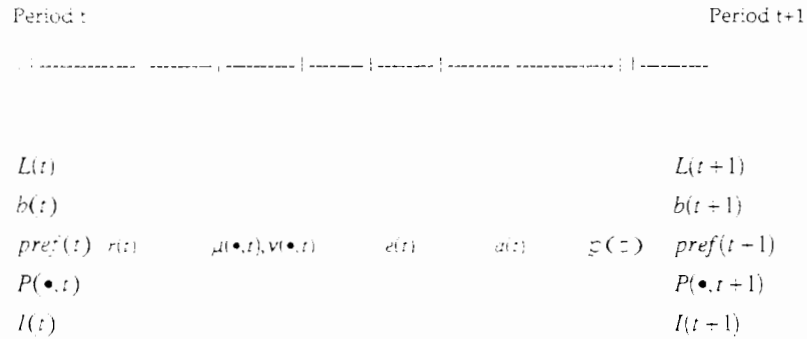 Period t Period t+1
L(t) L(t+1)
b(t) b(t+1)
pref(t) r(t) μ(•,t),ν(•,t) e(t) a(t) g(t) pref(t+1)
P(•,t) P(•,t+1)
I(t) I(t+1)